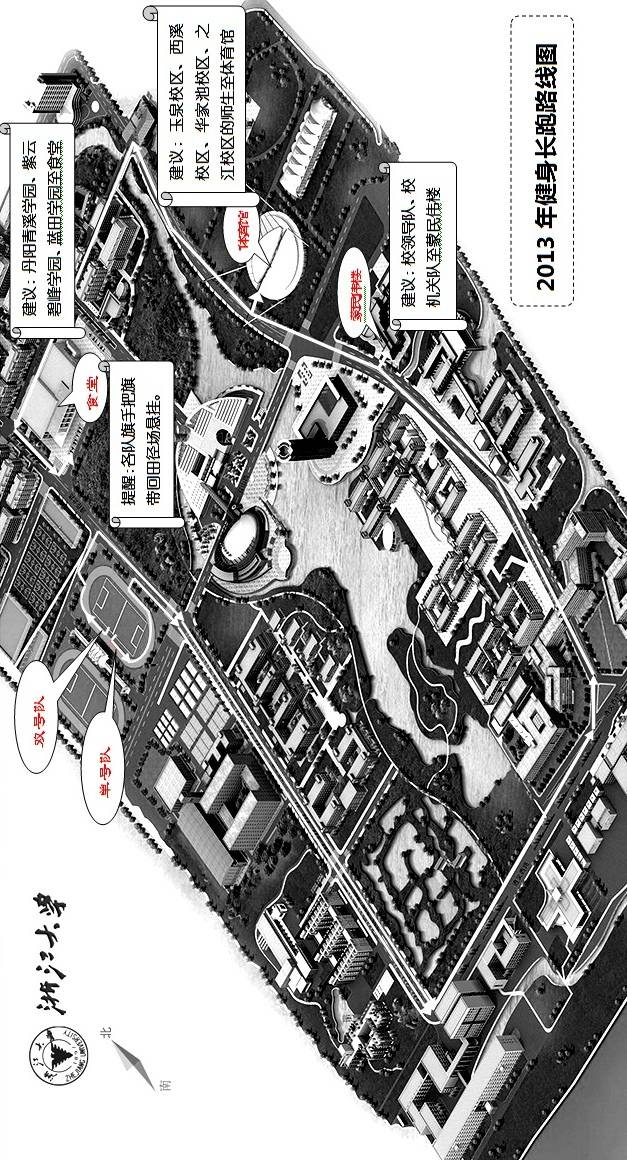 2013 年健身长跑路线图
建议：玉泉校区、西溪
校区、华家池校区、之
江校区的师生至体育馆
建议：丹阳青溪学园、紫云
碧峰学园、蓝田学园至食堂
建议：校领导队、校
机关队至蒙民伟楼
提醒：各队旗手把旗
带回田径场悬挂。
体育馆
蒙民伟楼
食堂
双号队
单号队
浙江大学
ZHEJIANG UNIVERSITY
北
南